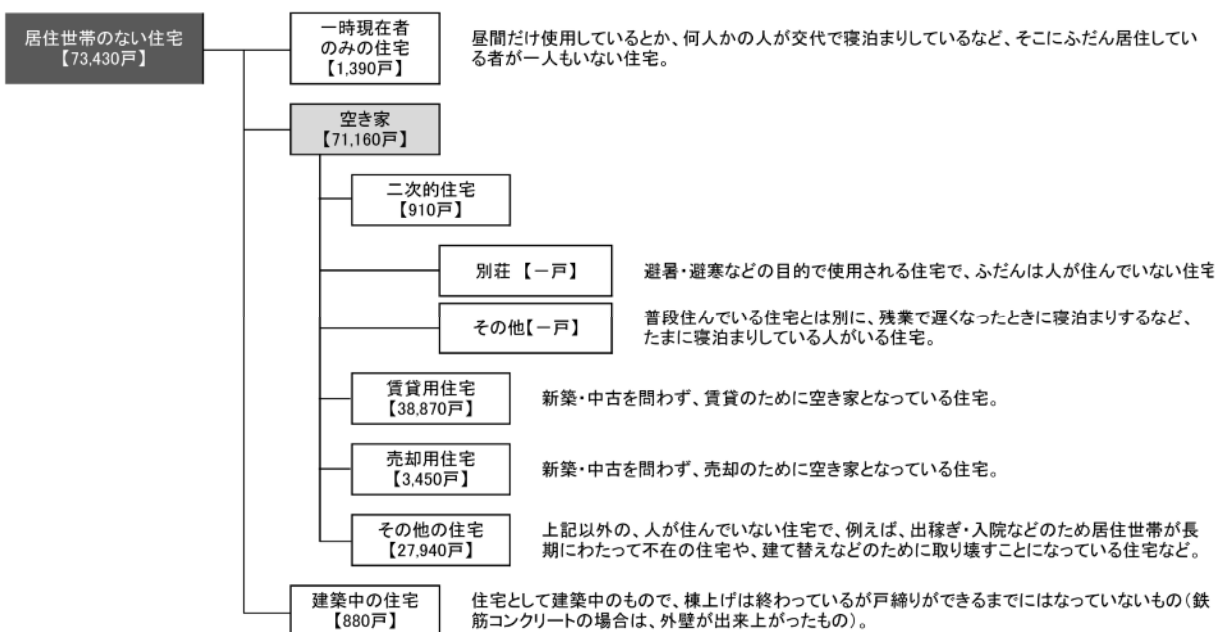 居住世帯のない住宅
【73,430戸】
一時現在者
のみの住宅
【1,390戸】
昼間だけ使用しているとか、何人かの人が交代で寝泊まりしているなど、そこにふだん居住してい
る者が一人もいない住宅。
空き家
【71,160戸】
二次的住宅
【910戸】
別荘 【－戸】
避暑・避寒などの目的で使用される住宅で、ふだんは人が住んでいない住宅
その他【－戸】
普段住んでいる住宅とは別に、残業で遅くなったときに寝泊まりするなど、
たまに寝泊まりしている人がいる住宅。
賃貸用住宅
【38,870戸】
新築・中古を問わず、賃貸のために空き家となっている住宅。
売却用住宅
【3,450戸】
新築・中古を問わず、売却のために空き家となっている住宅。
その他の住宅
【27,940戸】
上記以外の、人が住んでいない住宅で、例えば、出稼ぎ・入院などのため居住世帯が長
期にわたって不在の住宅や、建て替えなどのために取り壊すことになっている住宅など。
建築中の住宅
【880戸】
住宅として建築中のもので、棟上げは終わっているが戸締りができるまでにはなっていないもの（鉄
筋コンクリートの場合は、外壁が出来上がったもの）。